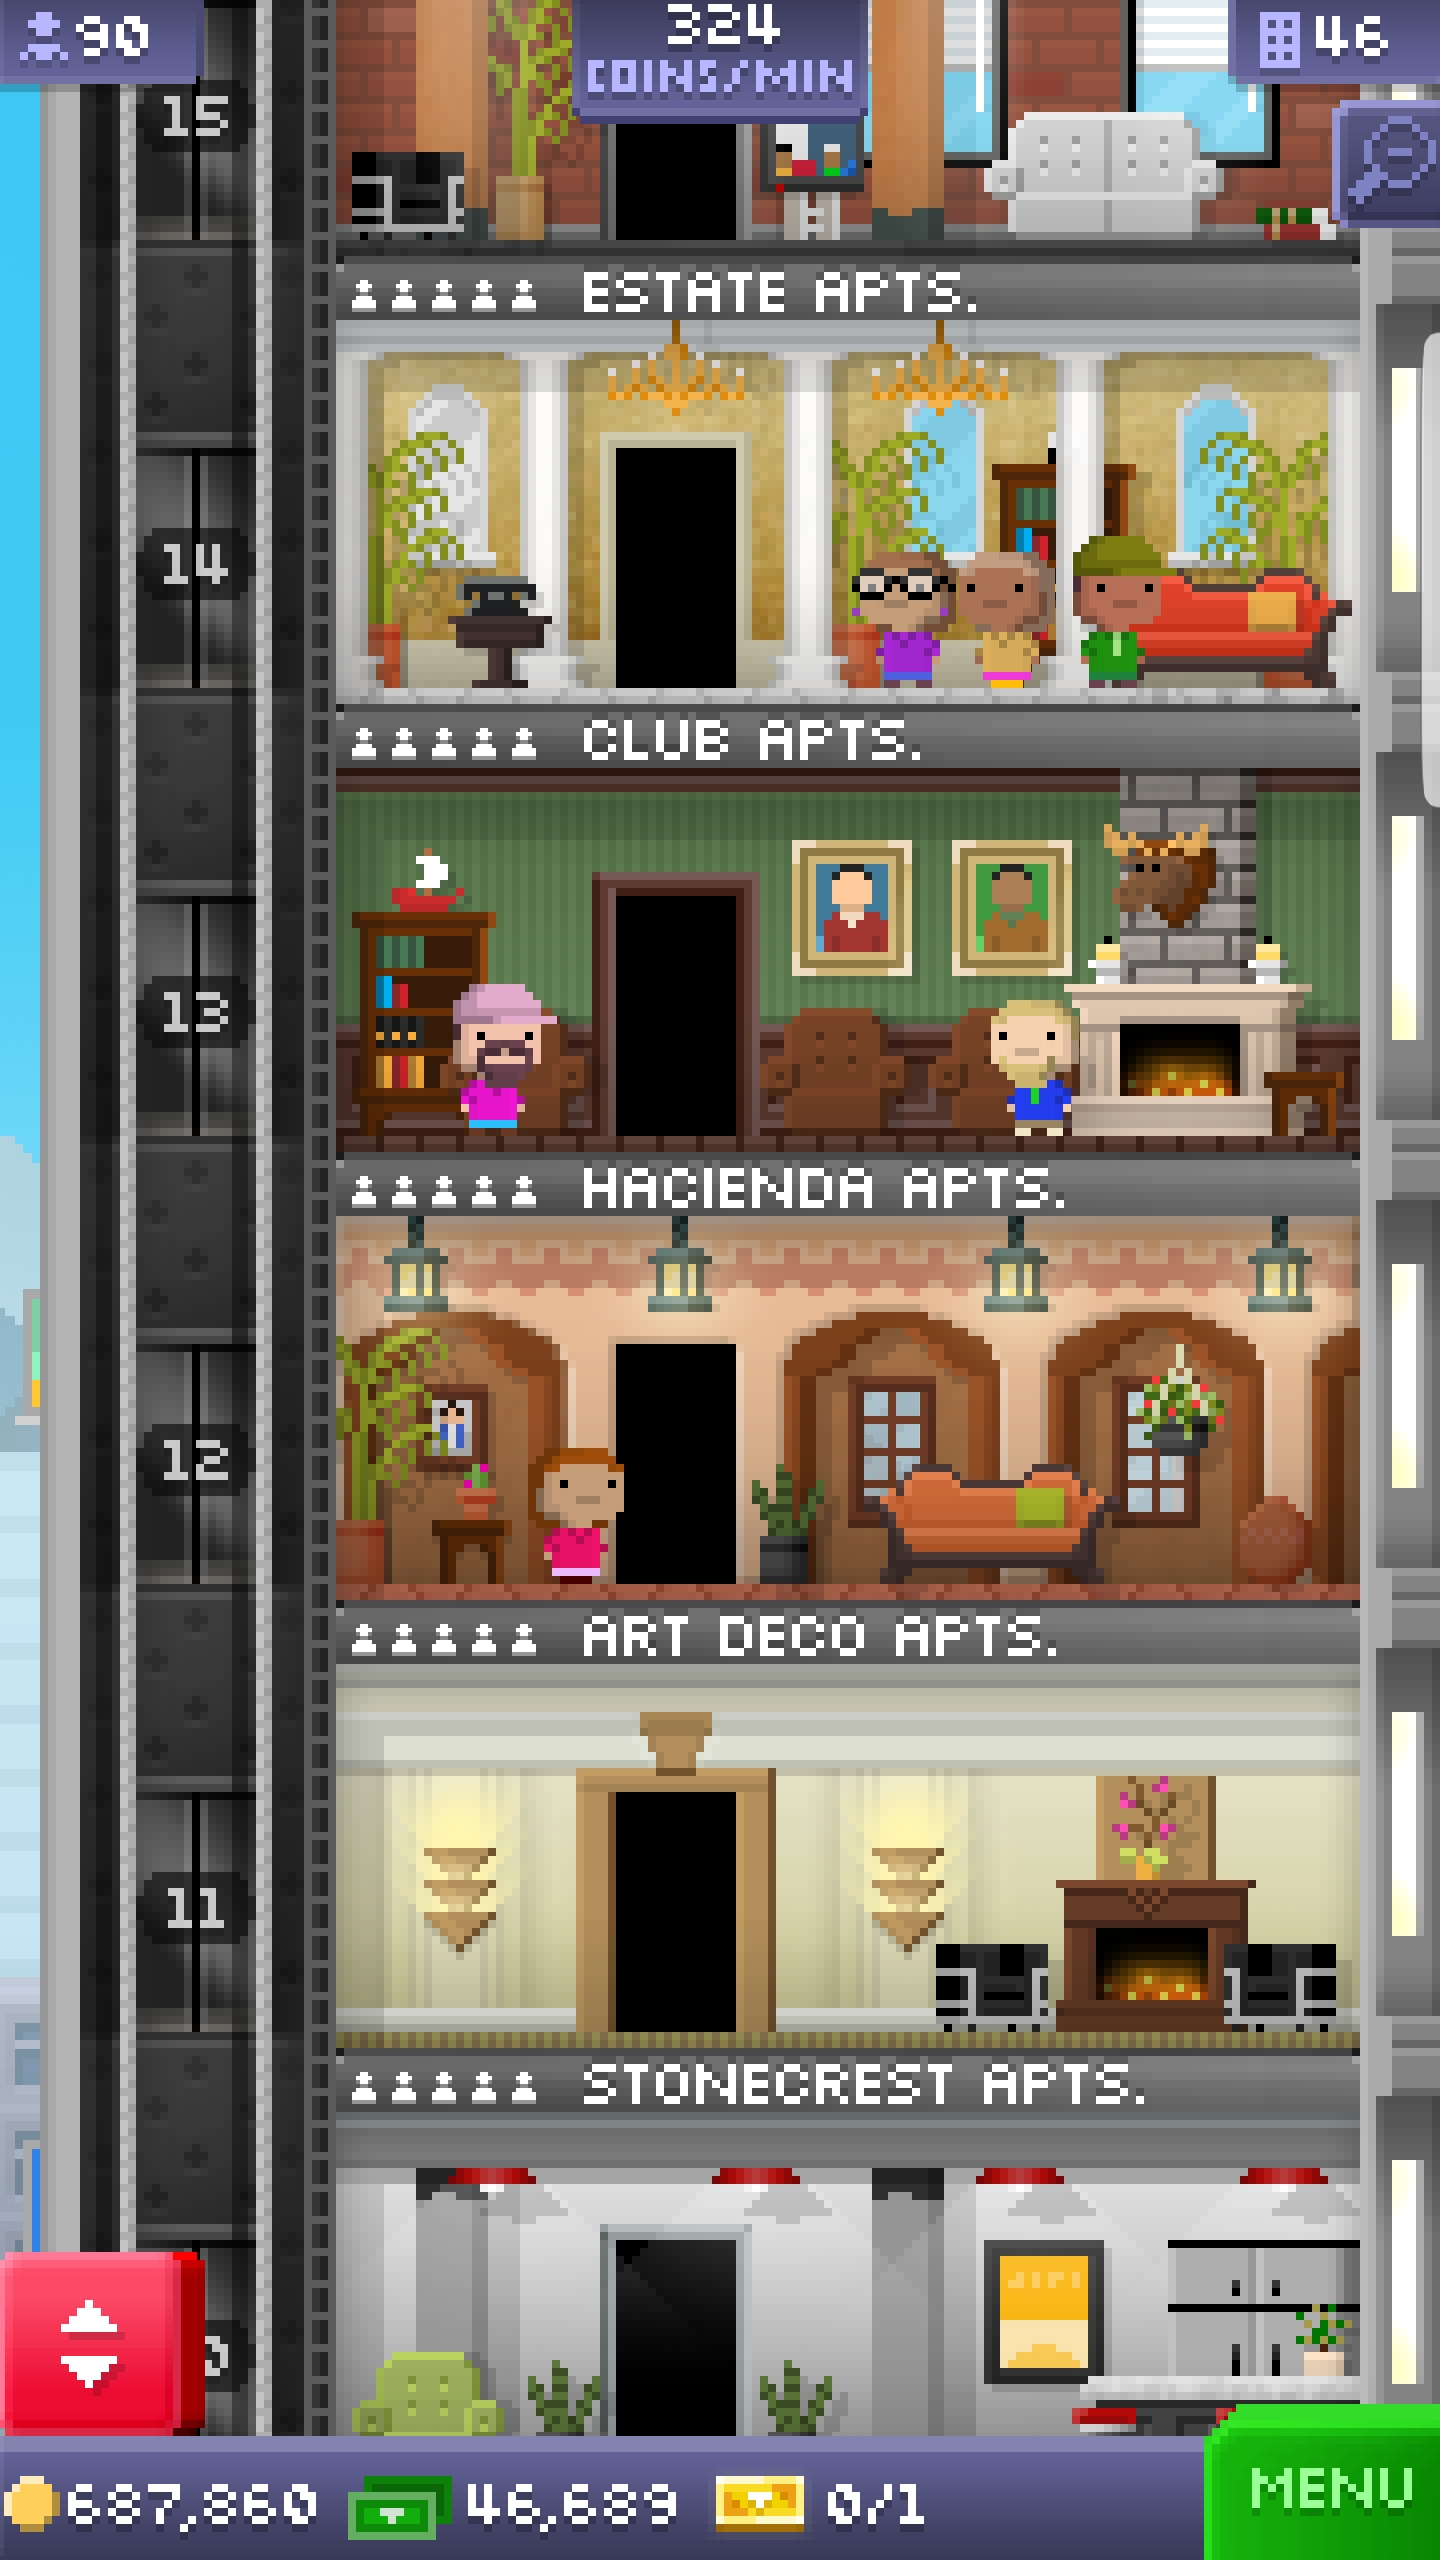 90
324
COINS/MIN
46
15
ESTATE APTS.
14
CLUB APTS.
13
HACIENDA APTS.
12
ART DECO APTS.
11
STONECREST APTS.
687,860
46,689
0/1
MENU